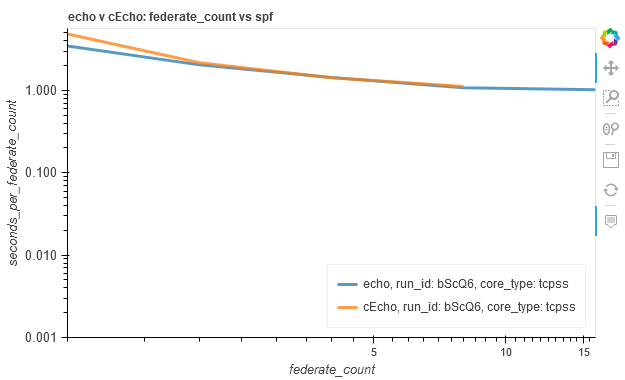 echo v cEcho: federate_count vs spf
seconds_per_federate_count
1.000
0.100
0.010
0.001
echo, run_id: bScQ6, core_type: tcpss
cEcho, run_id: bScQ6, core_type: tcpss
5
10
15
federate_count